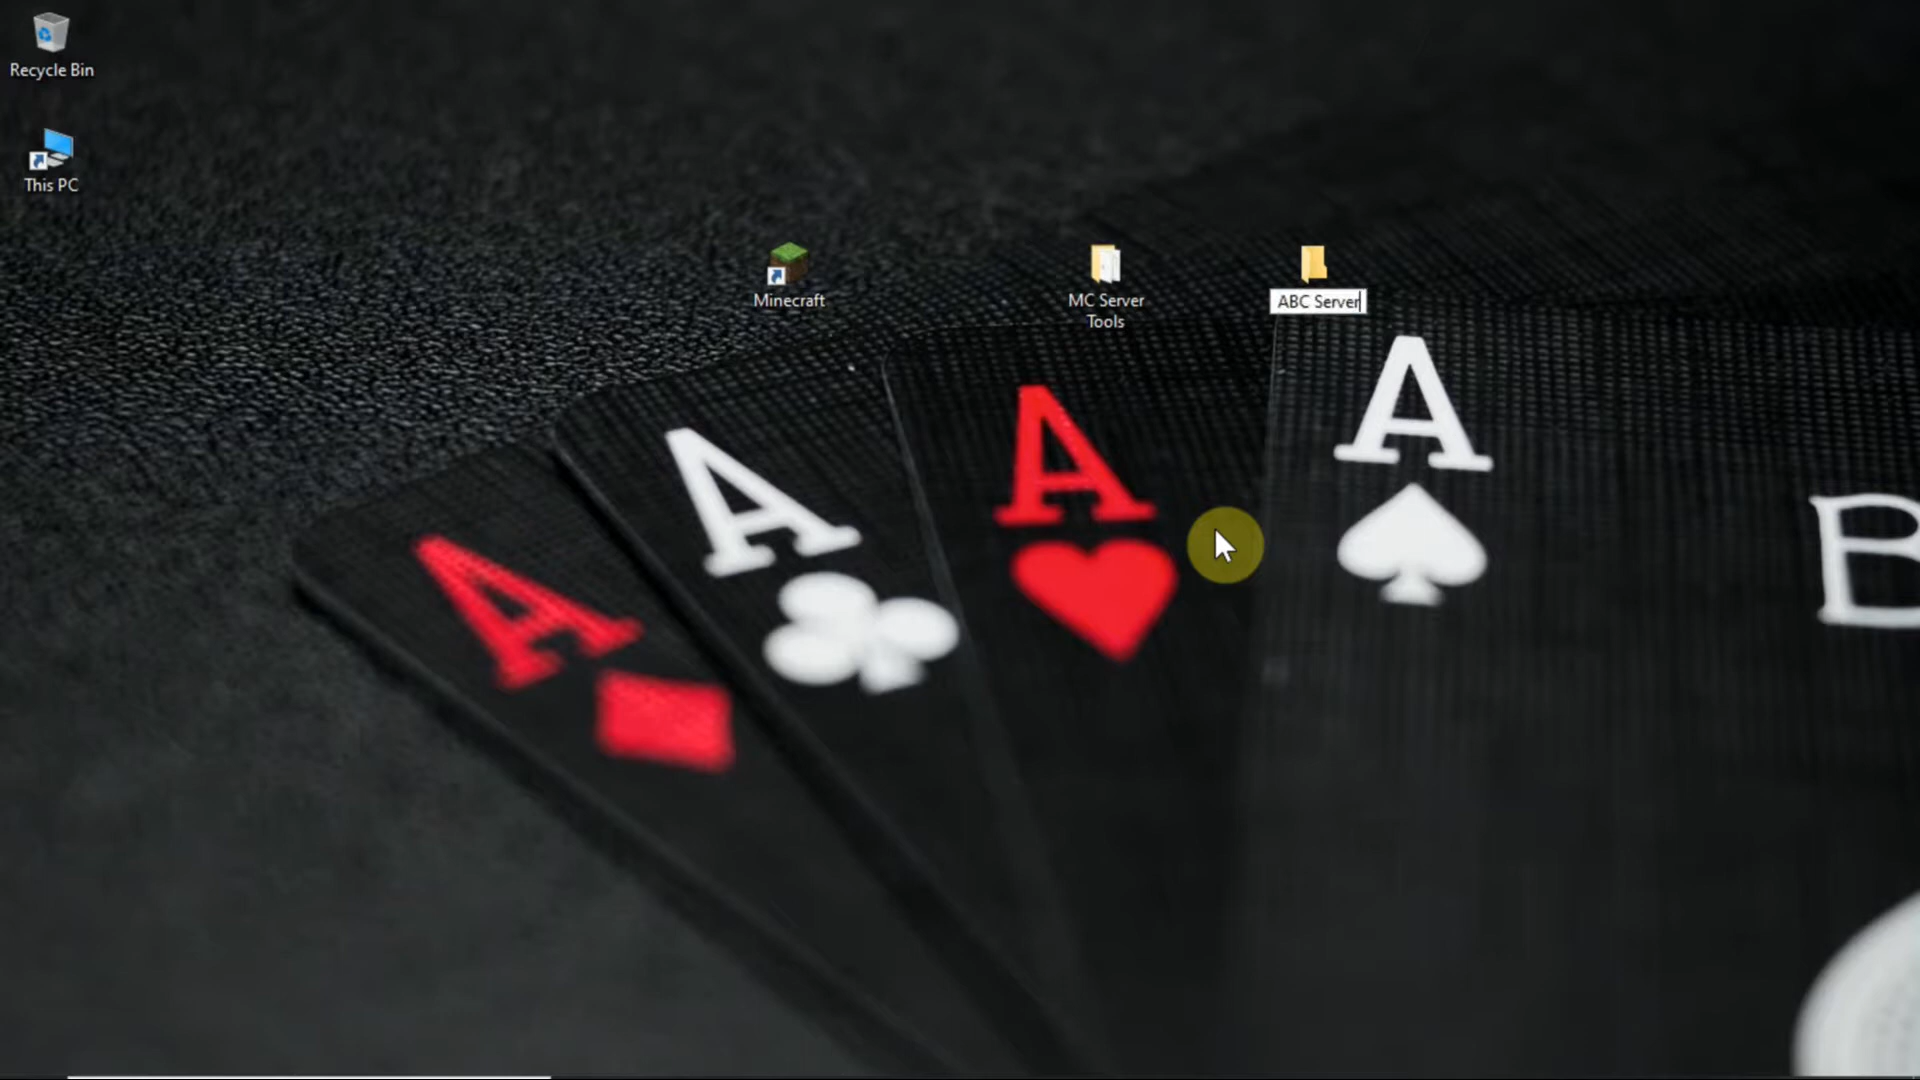 Recycle Bin
This PC
Minecraft
MC Server
Tools
ABC Server
A
A
A
A
B